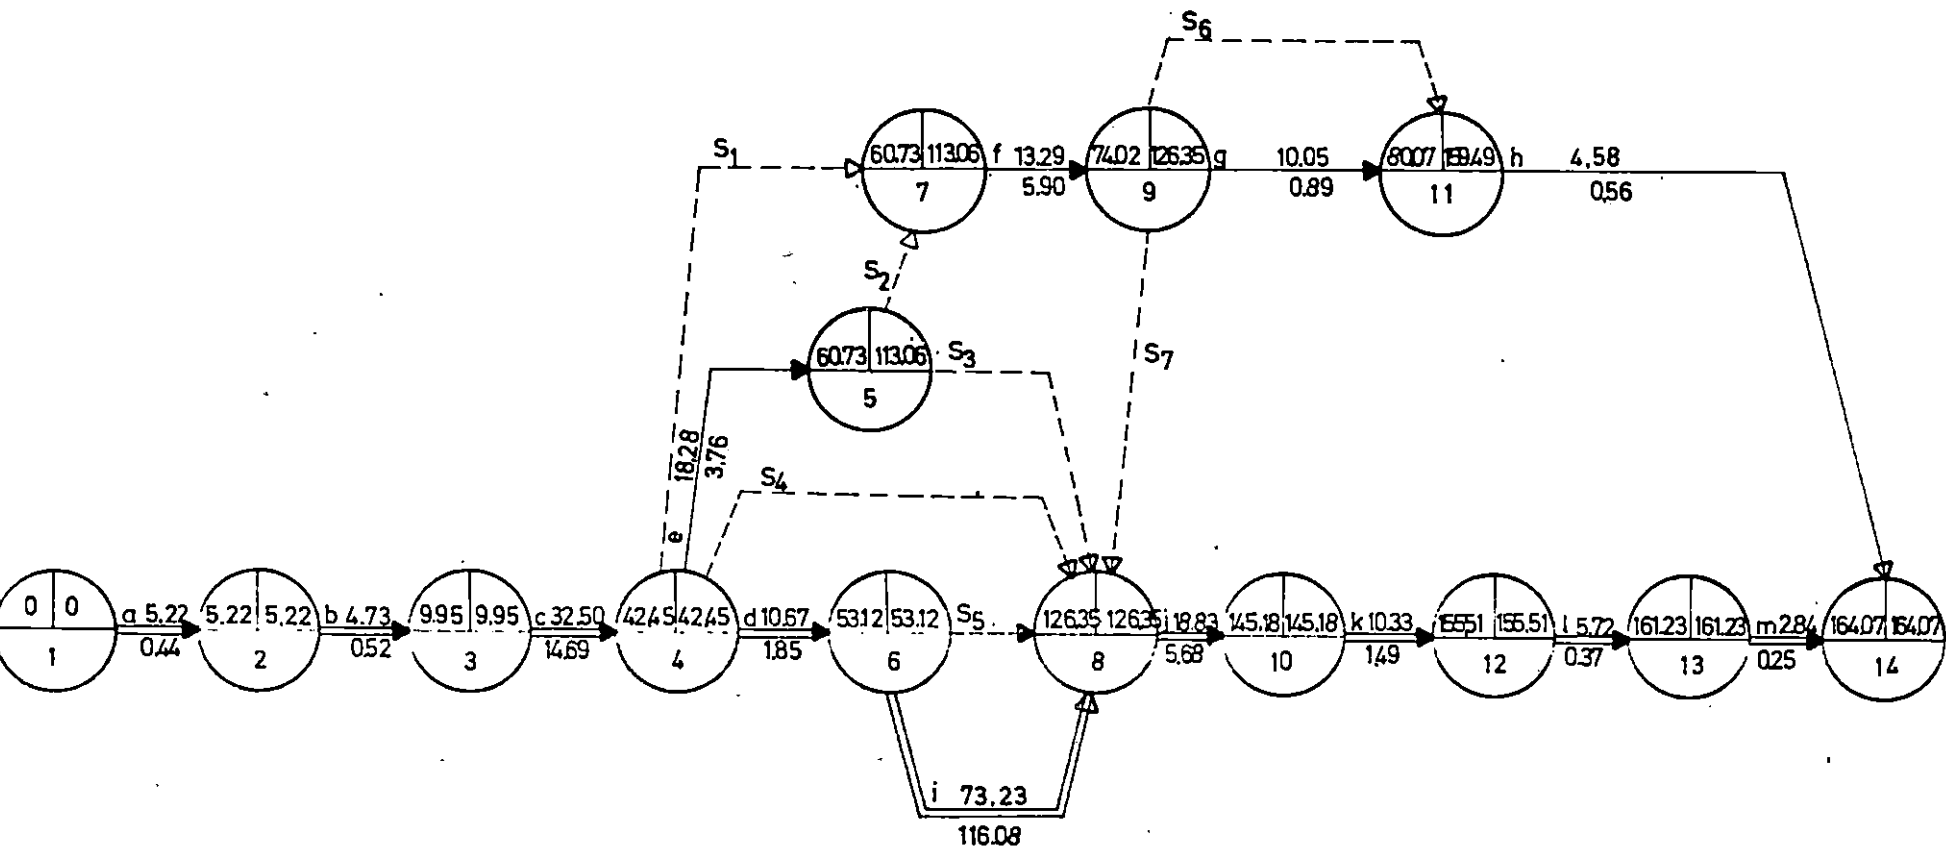 S6
S1
60.73 113.06
7
f 13.29
5.90
74.02 126.35
9
g 10.05
0.89
80.07 159.49
11
h 4.58
0.56
S2
60.73 113.06
5
S3
S7
18.28
3.76
e
S4
0 0
1
a 5.22
0.44
5.22 5.22
2
b 4.73
0.52
9.95 9.95
3
c 32.50
14.69
42.45 42.45
4
d 10.67
1.85
53.12 53.12
6
S5
126.35 126.35
8
j 18.83
5.68
145.18 145.18
10
k 10.33
1.49
155.51 155.51
12
l 5.72
0.37
161.23 161.23
13
m 2.84
0.25
164.07 164.07
14
i 73.23
116.08